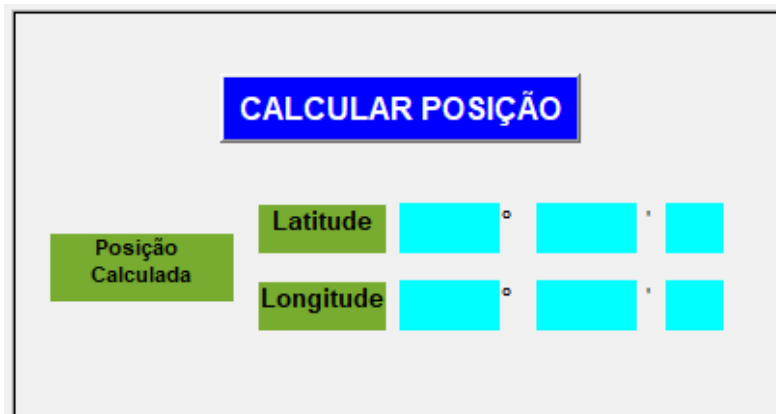 CALCULAR POSIÇÃO
Latitude º '
Posição
Calculada
Longitude º '